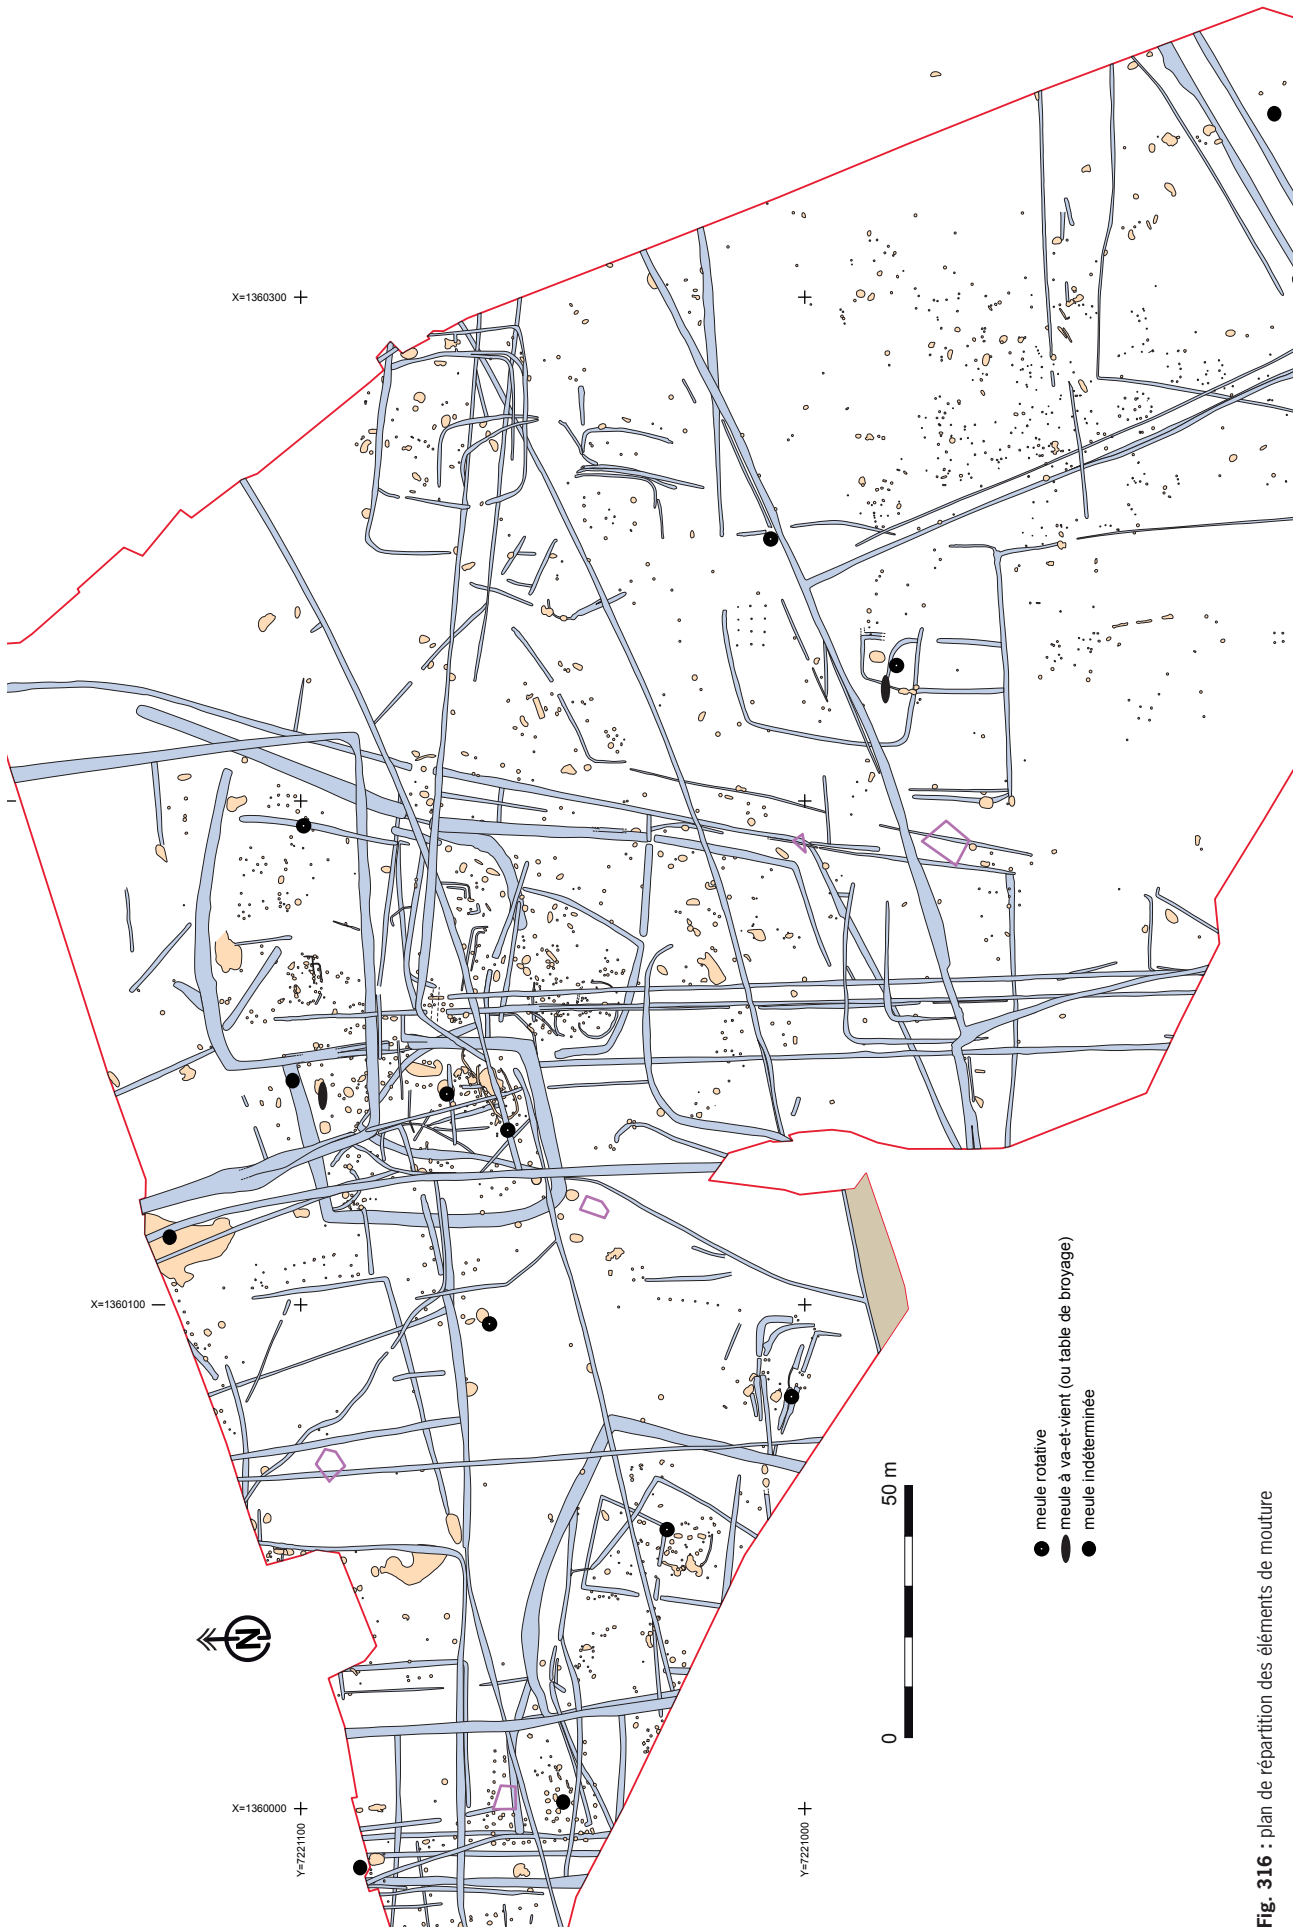 X=1360300
X=1360100
X=1360000
Y=7221100
Y=7221000
N
0
50 m
meule rotative
meule à va-et-vient (ou table de broyage)
meule indéterminée
Fig. 316 : plan de répartition des éléments de mouture